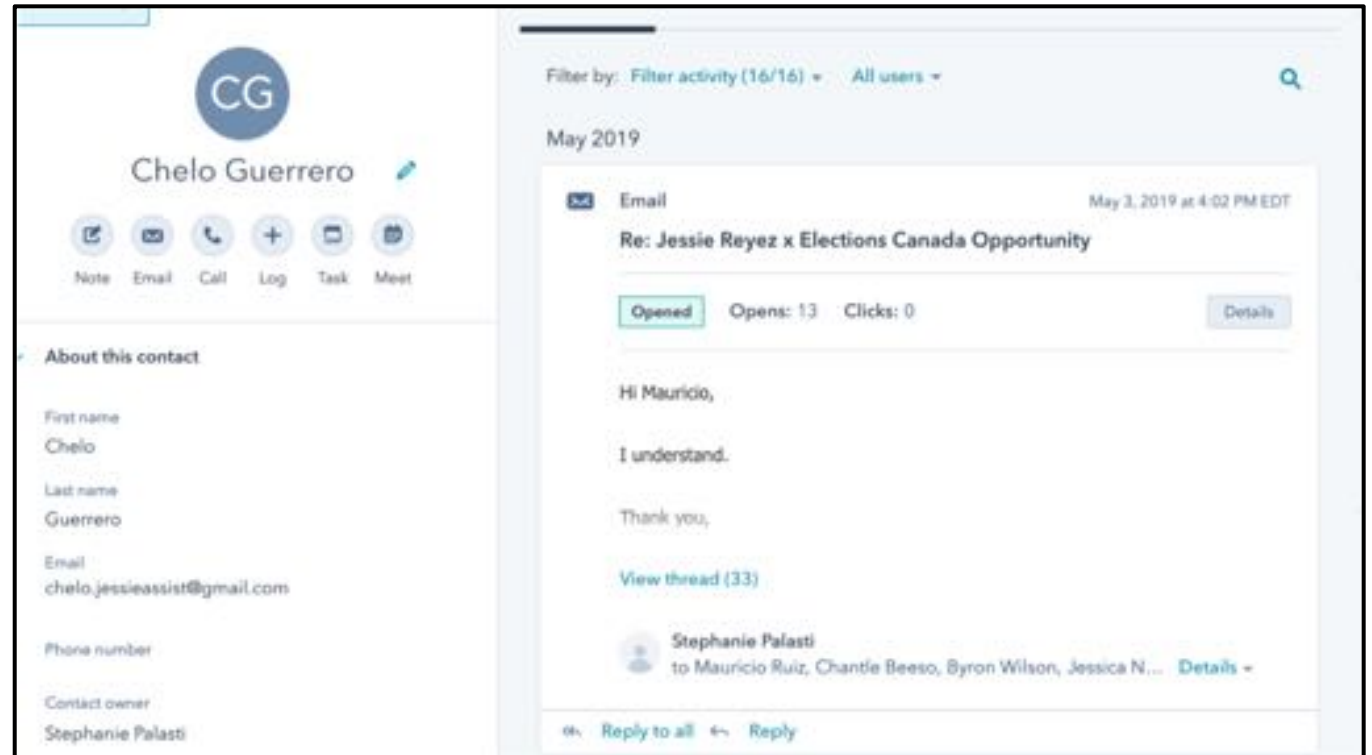 CG
Chelo Guerrero
Note Email Call Log Task Meet
About this contact
First name
Chelo
Last name
Guerrero
Email
chelo.jessieassist@gmail.com
Phone number
Contact owner
Stephanie Palasti
Filter by: Filter activity (16/16) All users
May 2019
Email May 3, 2019 at 4:02 PM EDT
Re: Jessie Reyez x Elections Canada Opportunity
Opened Opens: 13 Clicks: 0 Details
Hi Mauricio,
I understand.
Thank you,
View thread (33)
Stephanie Palasti
to Mauricio Ruiz, Chantle Beeso, Byron Wilson, Jessica N... Details
Reply to all Reply